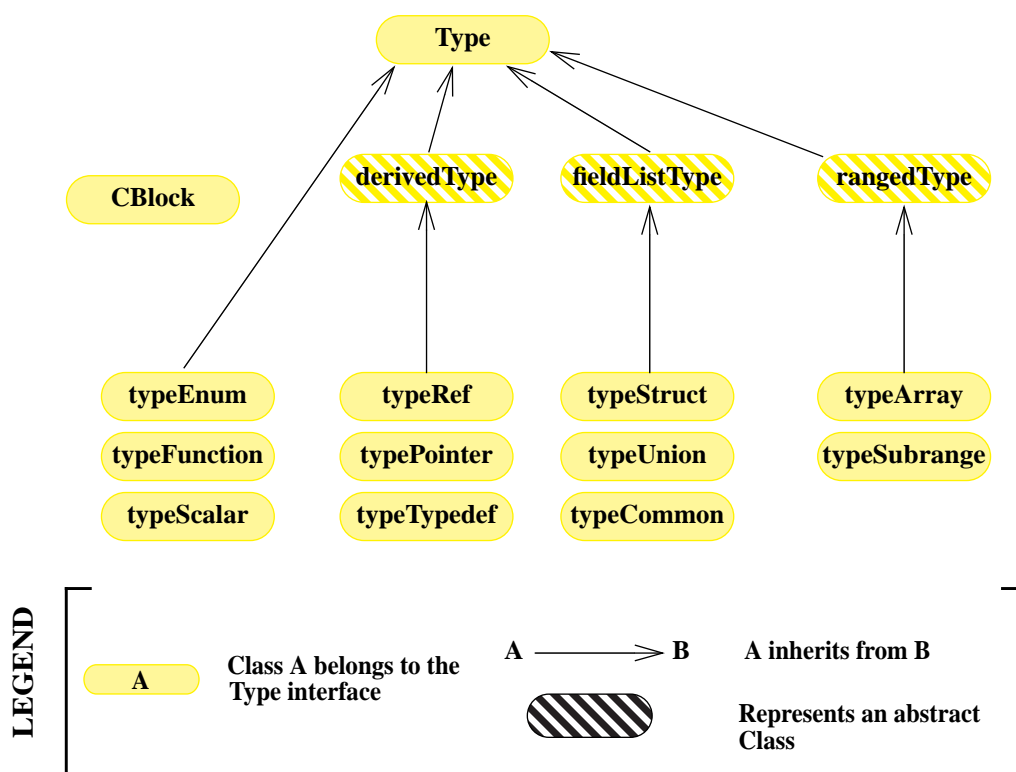 Type
derivedType
fieldListType
rangedType
CBlock
typeEnum
typeRef
typeStruct
typeArray
typeFunction
typePointer
typeUnion
typeSubrange
typeScalar
typeTypedef
typeCommon
LEGEND
A
Class A belongs to the
Type interface
A
B
A inherits from B
Represents an abstract
Class